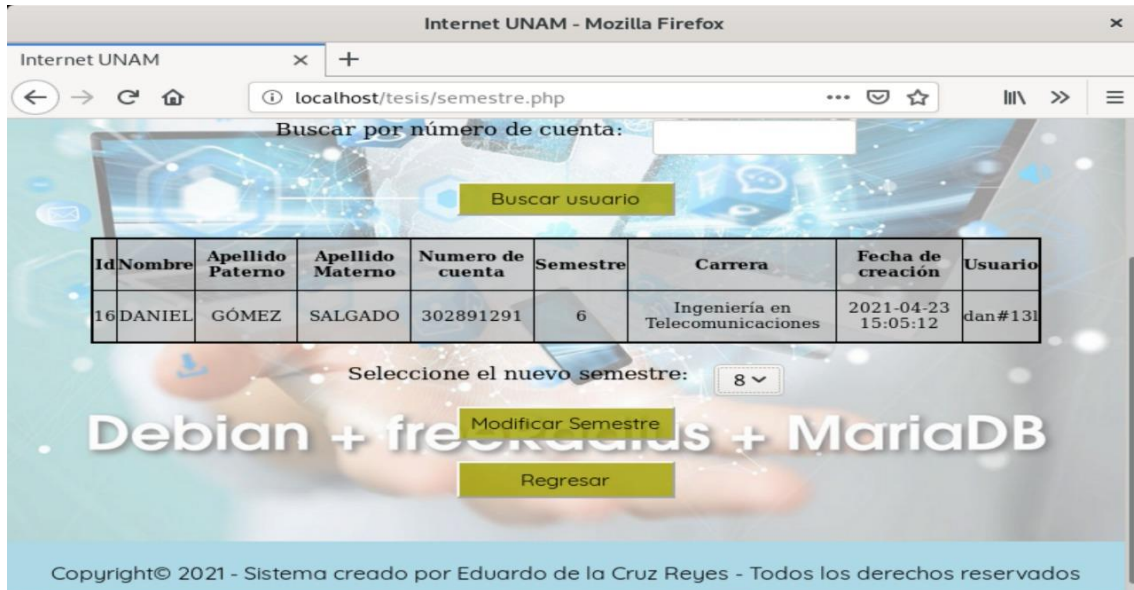 Internet UNAM - Mozilla Firefox
Internet UNAM
localhost/tesis/semestre.php
Buscar por número de cuenta:
Buscar usuario
Id Nombre Apellido Paterno Apellido Materno Numero de cuenta Semestre Carrera Fecha de creación Usuario
16 DANIEL GÓMEZ SALGADO 302891291 6 Ingeniería en Telecomunicaciones 2021-04-23 15:05:12 dan#13l
Seleccione el nuevo semestre: 8
Modificar Semestre
Debian + freeRadius + MariaDB
Regresar
Copyright© 2021 - Sistema creado por Eduardo de la Cruz Reyes - Todos los derechos reservados